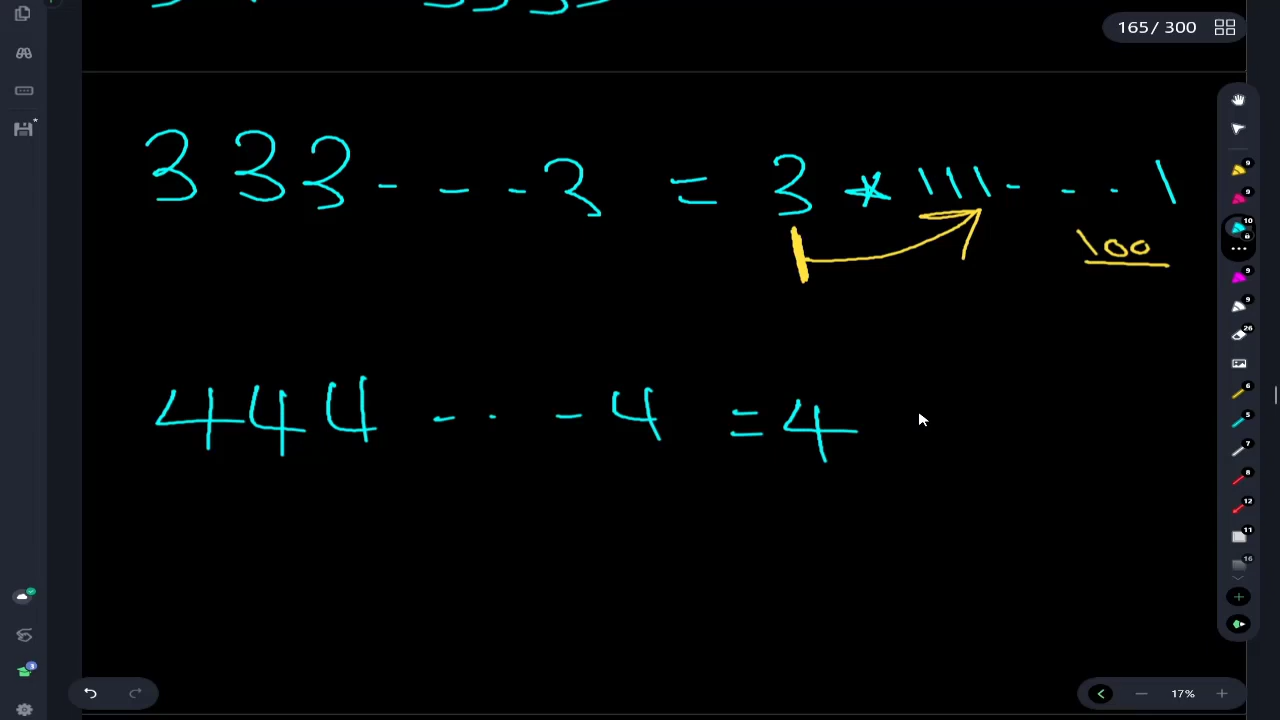 165/ 300
333- - - -3 = 3 * 111- - - - 1
100
444 - - - -4 = 4
17%